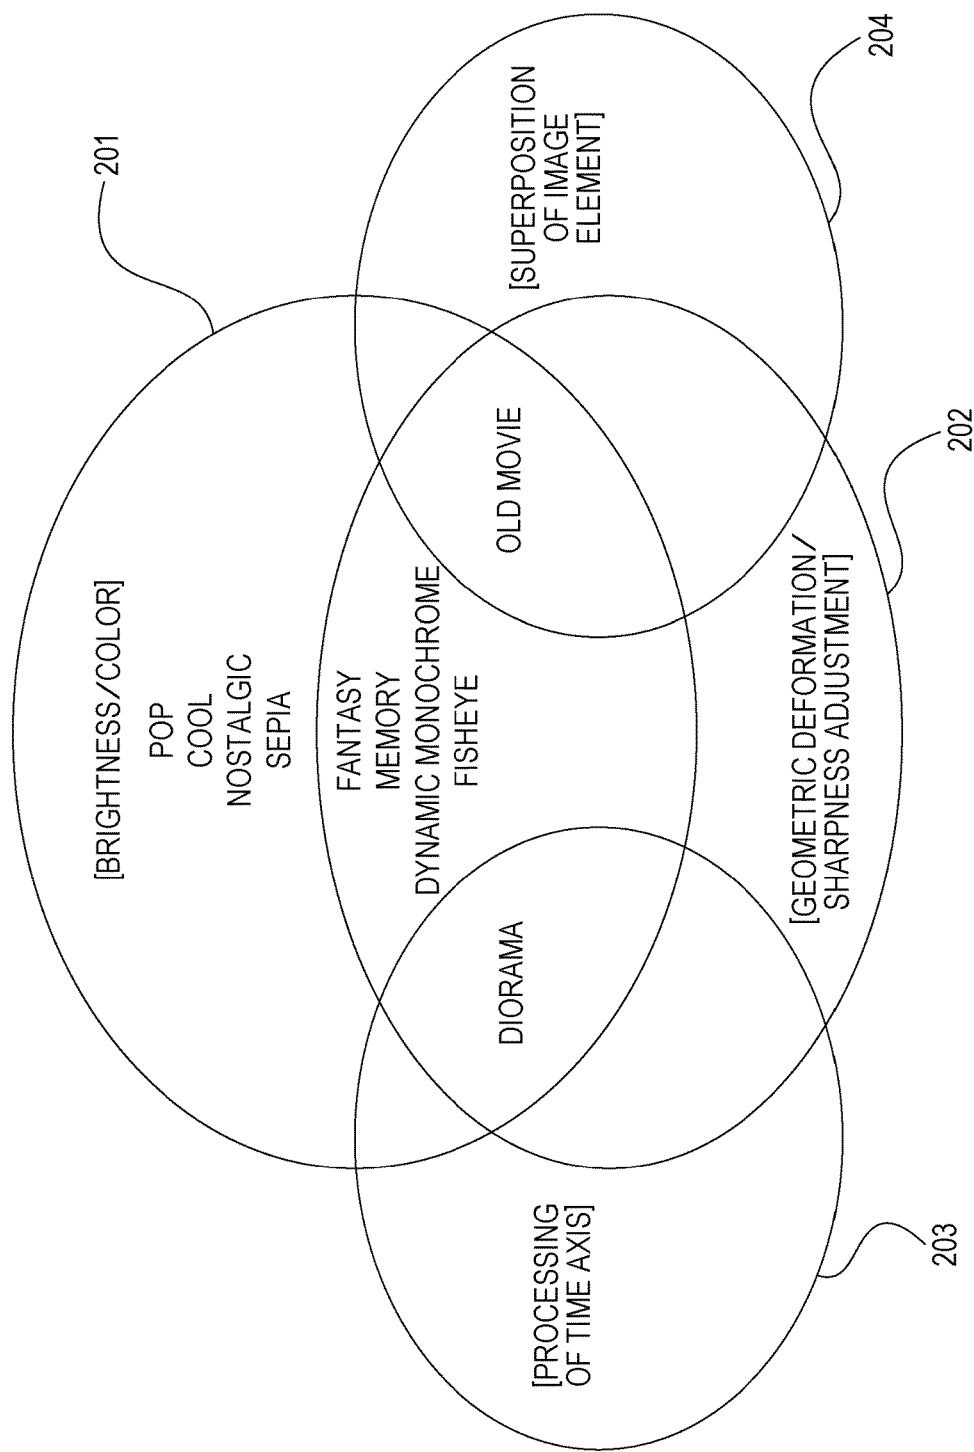 201
[BRIGHTNESS/COLOR]
POP
COOL
NOSTALGIC
SEPIA
FANTASY
MEMORY
DYNAMIC MONOCHROME
FISHEYE
DIORAMA
OLD MOVIE
[PROCESSING
OF TIME AXIS]
[SUPERPOSITION
OF IMAGE
ELEMENT]
[GEOMETRIC DEFORMATION/
SHARPNESS ADJUSTMENT]
203
202
204